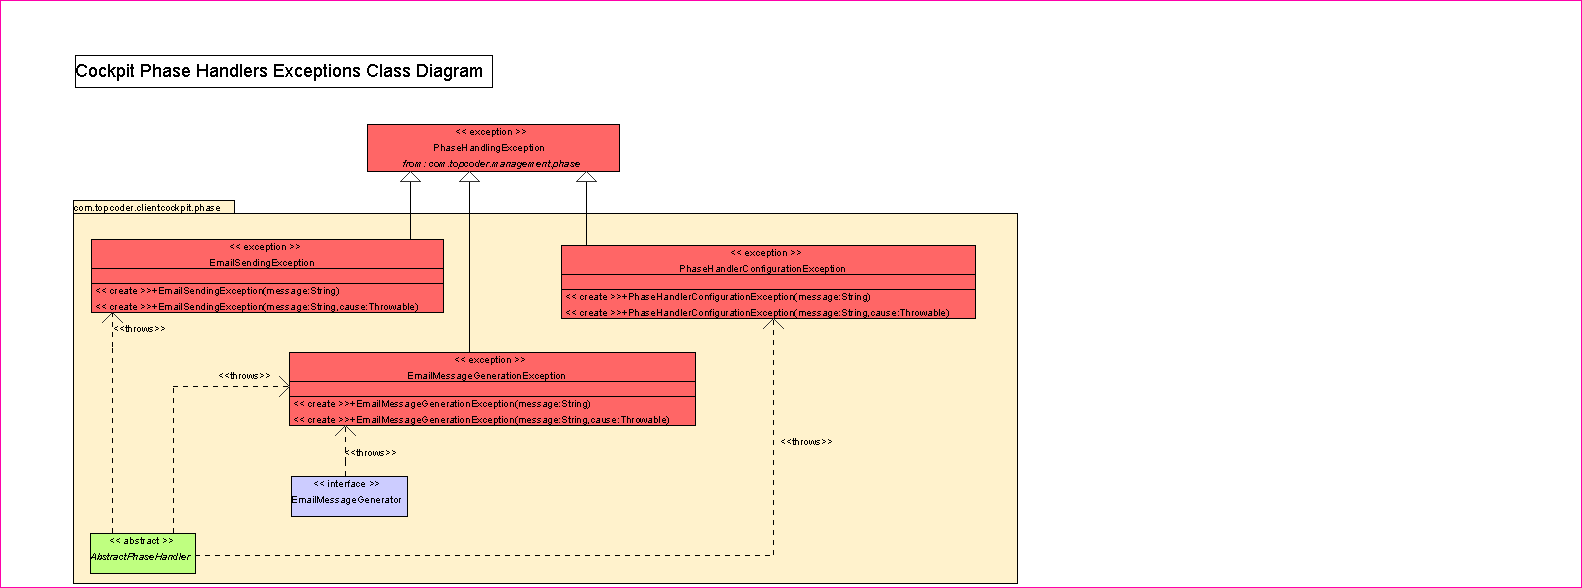 Cockpit Phase Handlers Exceptions Class Diagram
<< exception >>
PhaseHandlingException
from : com.topcoder.management.phase
com.topcoder.clientcockpit.phase
<< exception >>
EmailSendingException
<< create >>+EmailSendingException(message:String)
<< create >>+EmailSendingException(message:String,cause:Throwable)
<< exception >>
PhaseHandlerConfigurationException
<< create >>+PhaseHandlerConfigurationException(message:String)
<< create >>+PhaseHandlerConfigurationException(message:String,cause:Throwable)
<<throws>>
<< exception >>
EmailMessageGenerationException
<< create >>+EmailMessageGenerationException(message:String)
<< create >>+EmailMessageGenerationException(message:String,cause:Throwable)
<<throws>>
<<throws>>
<<throws>>
<< interface >>
EmailMessageGenerator
<< abstract >>
AbstractPhaseHandler